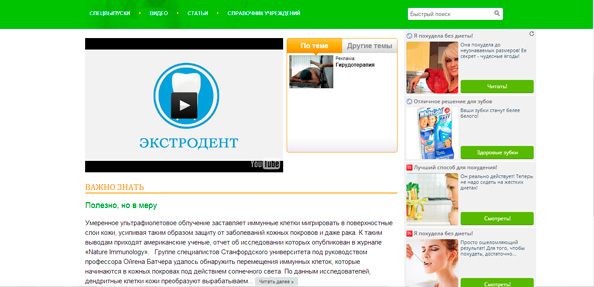 СПЕЦВЫПУСКИ ВИДЕО СТАТЬИ СПРАВОЧНИК УЧРЕЖДЕНИЙ
Быстрый поиск
ЭКСТРОДЕНТ
YouTube
По теме Другие темы
Реклама
Гирудотерапия
ВАЖНО ЗНАТЬ
Полезно, но в меру
Умеренное ультрафиолетовое облучение заставляет иммунные клетки мигрировать в поверхностные
слои кожи, усиливая таким образом защиту от заболеваний кожных покровов и даже рака. К таким
выводам приходят американские ученые, отчет об исследовании которых опубликован в журнале
«Nature Immunology». Группе специалистов Станфордского университета под руководством
профессора Ойгена Батчера удалось обнаружить перемещения иммунных клеток, которые
начинаются в кожных покровах под действием солнечного света. По данным исследователей,
дендритные клетки кожи преобразуют вырабатываем... Читать далее »
Я похудела без диеты!
Она похудела до
неузнаваемых размеров! Ее
секрет - чудесные ягоды!
Читать!
Отличное решение для зубов
Ваши зубки станут белее
белого!
Здоровые зубки
Лучший способ для похудения!
Он реально действует! Теперь
не надо сидеть на жестких
диетах!
Смотреть!
Я похудела без диеты!
Просто ошеломляющий
результат! Для того, чтобы
похудеть, достаточно...
Смотреть!